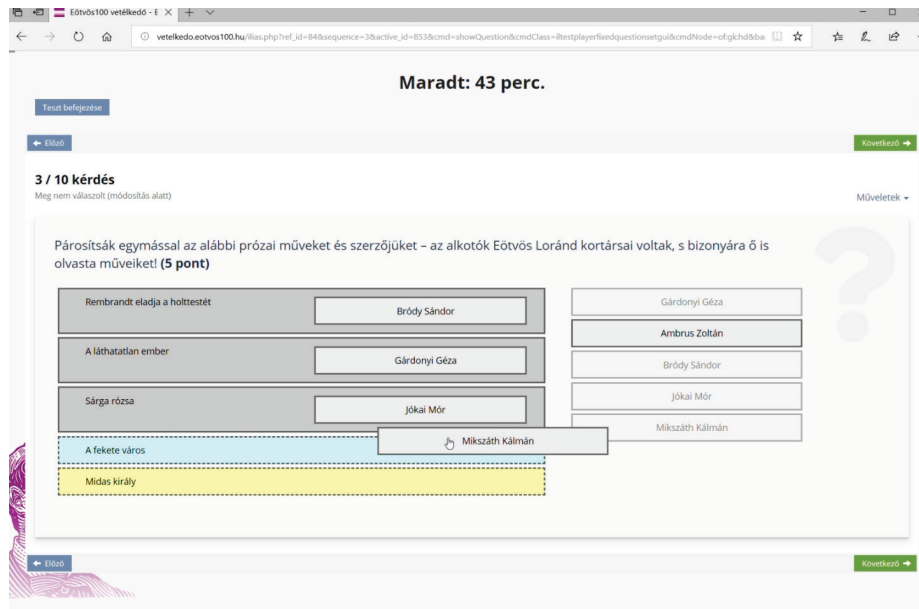 Eötvös100 vetélkedő - E
vetelkedo.eotvos100.hu/ilias.php?ref_id=84&sequence=3&active_id=853&cmd=showQuestion&cmdClass=iltestplayerfixedquestionsetgui&cmdNode=of:gk:hd&ba
Maradt: 43 perc.
Teszt befejezése
Előző
Következő
3 / 10 kérdés
Meg nem válaszolt (módosítás alatt)
Műveletek
Párosítsák egymással az alábbi prózai műveket és szerzőjüket – az alkotók Eötvös Loránd kortársai voltak, s bizonyára ő is
olvasta műveiket! (5 pont)
Rembrandt eladja a holttestét
Bródy Sándor
A láthatatlan ember
Gárdonyi Géza
Sárga rózsa
Jókai Mór
A fekete város
Mikszáth Kálmán
Midas király
Gárdonyi Géza
Ambrus Zoltán
Bródy Sándor
Jókai Mór
Mikszáth Kálmán
Előző
Következő